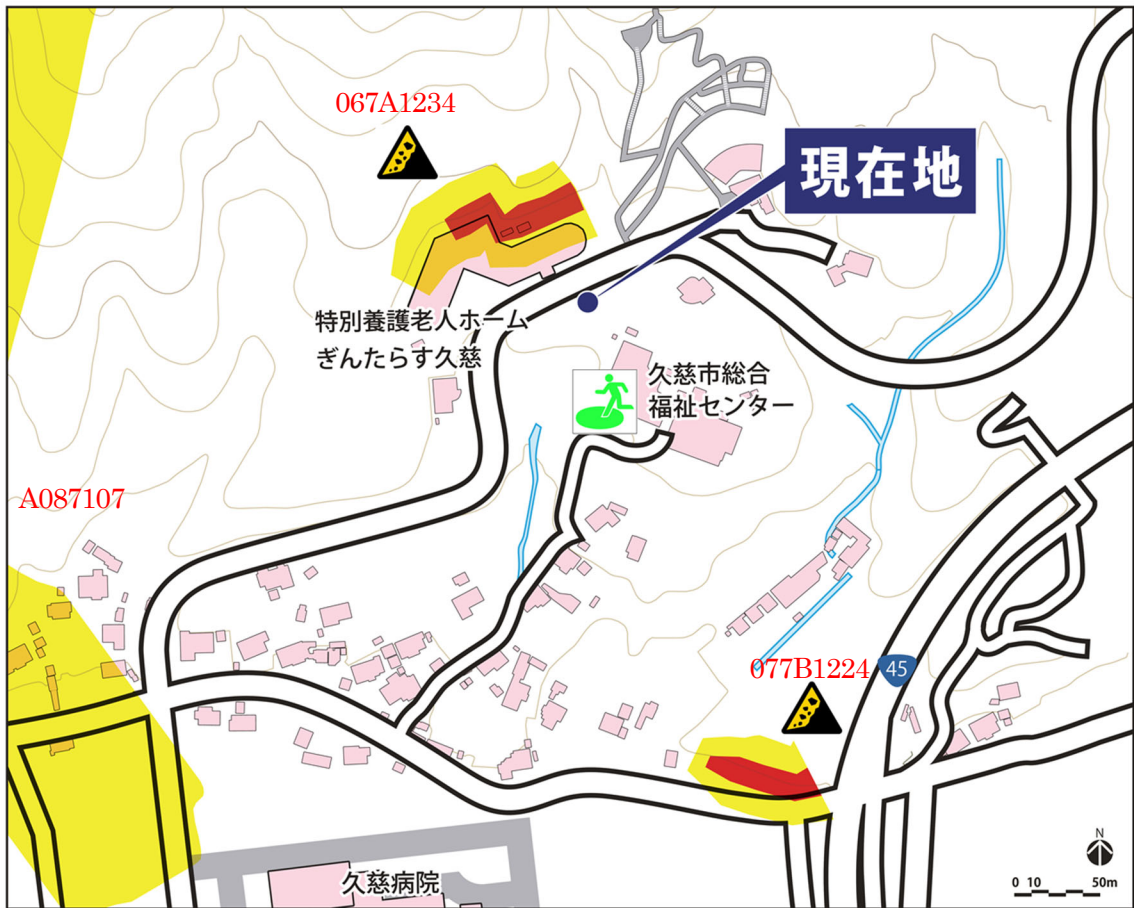 067A1234
現在地
特別養護老人ホーム
ぎんたらす久慈
久慈市総合
福祉センター
A087107
077B1224
45
久慈病院
N
0 10 50m